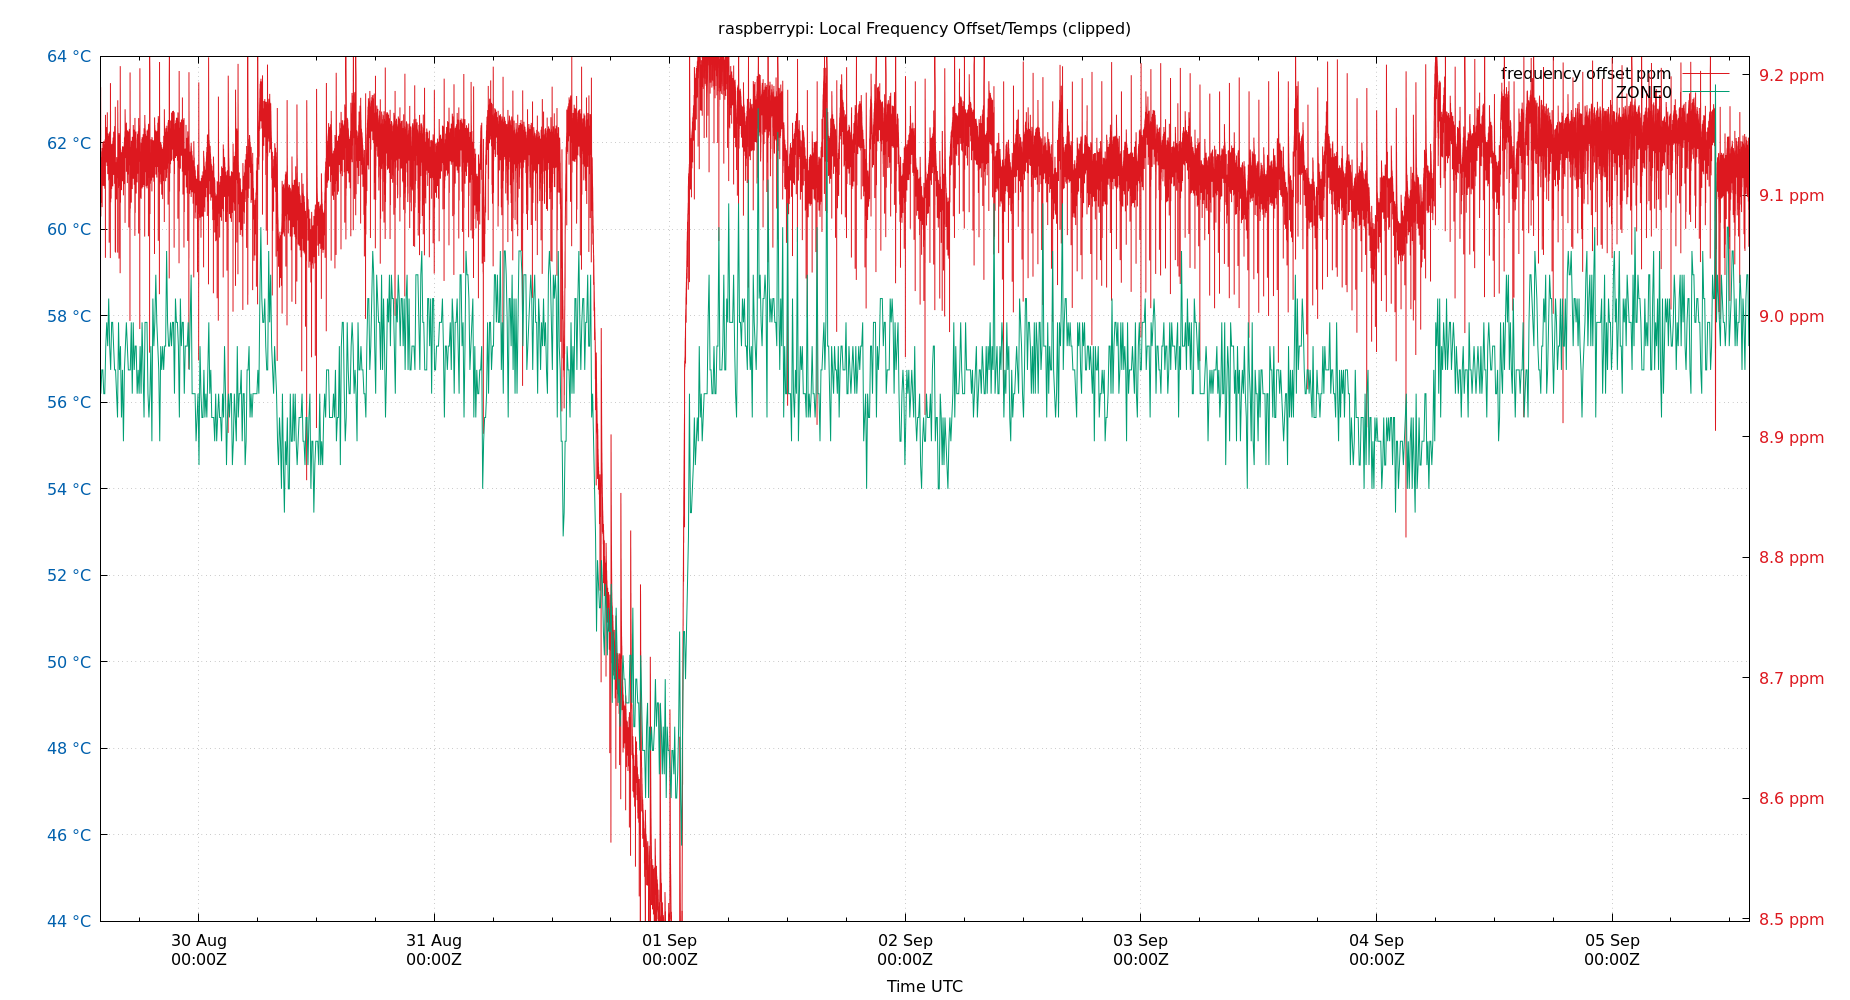 raspberrypi: Local Frequency Offset/Temps (clipped)
64 °C
62 °C
60 °C
58 °C
56 °C
54 °C
52 °C
50 °C
48 °C
46 °C
44 °C
frequency offset ppm
ZONE0
9.2 ppm
9.1 ppm
9.0 ppm
8.9 ppm
8.8 ppm
8.7 ppm
8.6 ppm
8.5 ppm
30 Aug
00:00Z
31 Aug
00:00Z
01 Sep
00:00Z
02 Sep
00:00Z
03 Sep
00:00Z
04 Sep
00:00Z
05 Sep
00:00Z
Time UTC